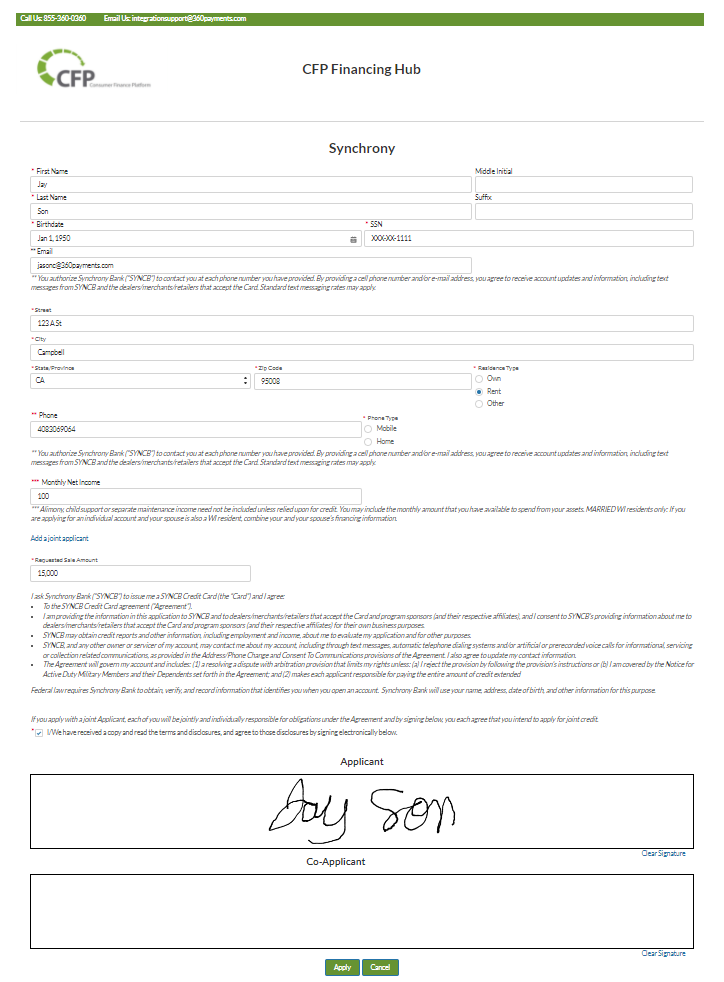 Call Us: 855-360-0360 Email Us: integrationsupport@360payments.com
CFP Consumer Finance Platform
CFP Financing Hub
Synchrony
* First Name Middle Initial
Jay
* Last Name Suffix
Son
* Birthdate * SSN
Jan 1, 1950 XXX-XX-1111
** Email
jasonc@360payments.com
** You authorize Synchrony Bank ("SYNCB") to contact you at each phone number you have provided. By providing a cell phone number and/or e-mail address, you agree to receive account updates and information, including text
messages from SYNCB and the dealers/merchants/retailers that accept the Card. Standard text messaging rates may apply.
* Street
123 A St
* City
Campbell
* State/Province * Zip Code * Residence Type
CA 95008 Own
Rent
Other
** Phone * Phone Type
4083069064 Mobile
Home
** You authorize Synchrony Bank ("SYNCB") to contact you at each phone number you have provided. By providing a cell phone number and/or e-mail address, you agree to receive account updates and information, including text
messages from SYNCB and the dealers/merchants/retailers that accept the Card. Standard text messaging rates may apply.
*** Monthly Net Income
100
*** Alimony, child support or separate maintenance income need not be included unless relied upon for credit. You may include the monthly amount that you have available to spend from your assets. MARRIED WI residents only: If you
are applying for an individual account and your spouse is also a WI resident, combine your and your spouse's financial information.
Add a joint applicant
* Requested Sale Amount
15,000
I ask Synchrony Bank ("SYNCB") to issue me a SYNCB Credit Card (the "Card") and I agree:
• To the SYNCB Credit Card agreement ("Agreement").
• I am providing the information in this application to SYNCB and to dealers/merchants/retailers that accept the Card and program sponsors (and their respective affiliates), and I consent to SYNCB's providing information about me to
dealers/merchants/retailers that accept the Card and program sponsors (and their respective affiliates) for their own business purposes.
• SYNCB may obtain credit reports and other information, including employment and income, about me to evaluate my application and for other purposes.
• SYNCB, and any other owner or servicer of my account, may contact me about my account, including through text messages, automatic telephone dialing systems and/or artificial or prerecorded voice calls for informational, servicing
or collection related communications, as provided in the Address/Phone Change and Consent To Communications provisions of the Agreement. I also agree to update my contact information.
• The Agreement will govern my account and includes: (1) a resolving a dispute with arbitration provision that limits my rights unless: (a) I reject the provision by following the provision's instructions or (b) I am covered by the Notice for
Active Duty Military Members and their Dependents set forth in the Agreement; and (2) makes each applicant responsible for paying the entire amount of credit extended
Federal law requires Synchrony Bank to obtain, verify, and record information that identifies you when you open an account. Synchrony Bank will use your name, address, date of birth, and other information for this purpose.
If you apply with a joint Applicant, each of you will be jointly and individually responsible for obligations under the Agreement and by signing below, you each agree that you intend to apply for joint credit.
* I/We have received a copy and read the terms and disclosures, and agree to those disclosures by signing electronically below.
Applicant
Jay Son
Clear Signature
Co-Applicant
Clear Signature
Apply Cancel